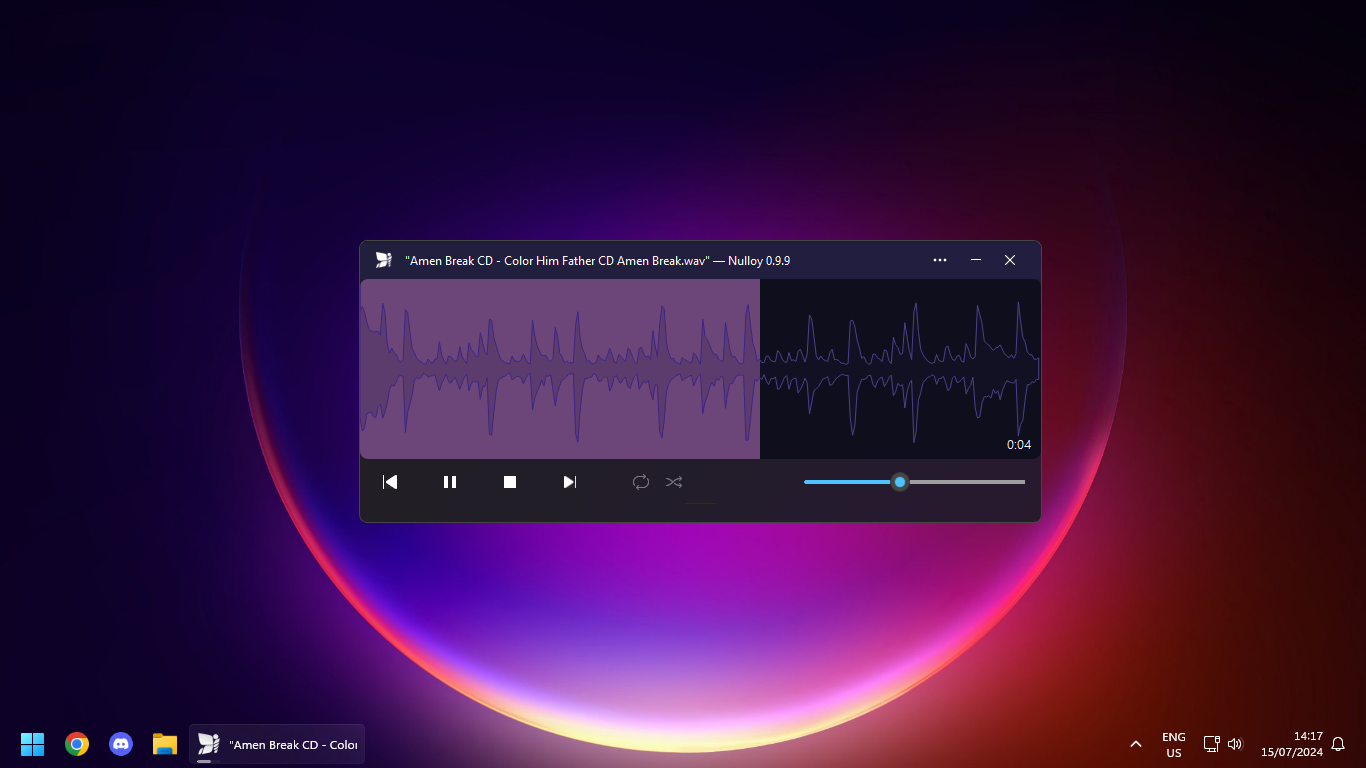 "Amen Break CD - Color Him Father CD Amen Break.wav" — Nulloy 0.9.9
0:04
"Amen Break CD - Color
ENG
US
14:17
15/07/2024